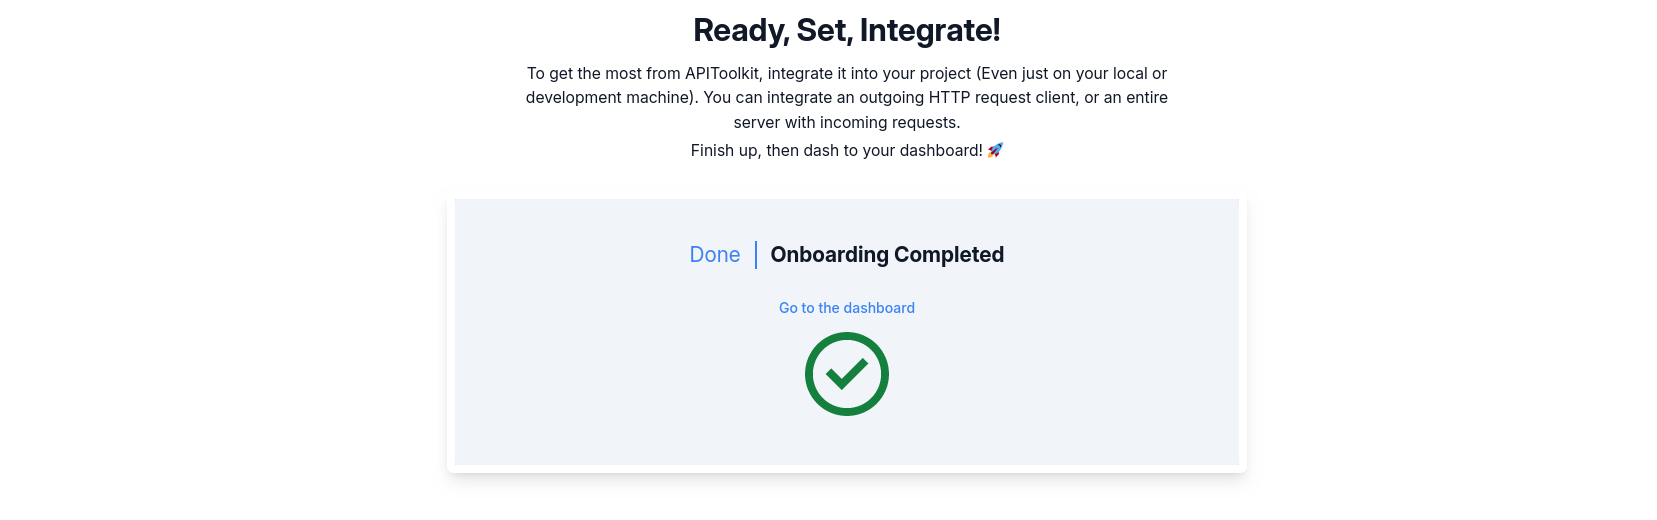 Ready, Set, Integrate!
To get the most from APIToolkit, integrate it into your project (Even just on your local or
development machine). You can integrate an outgoing HTTP request client, or an entire
server with incoming requests.
Finish up, then dash to your dashboard! 🚀
Done | Onboarding Completed
Go to the dashboard